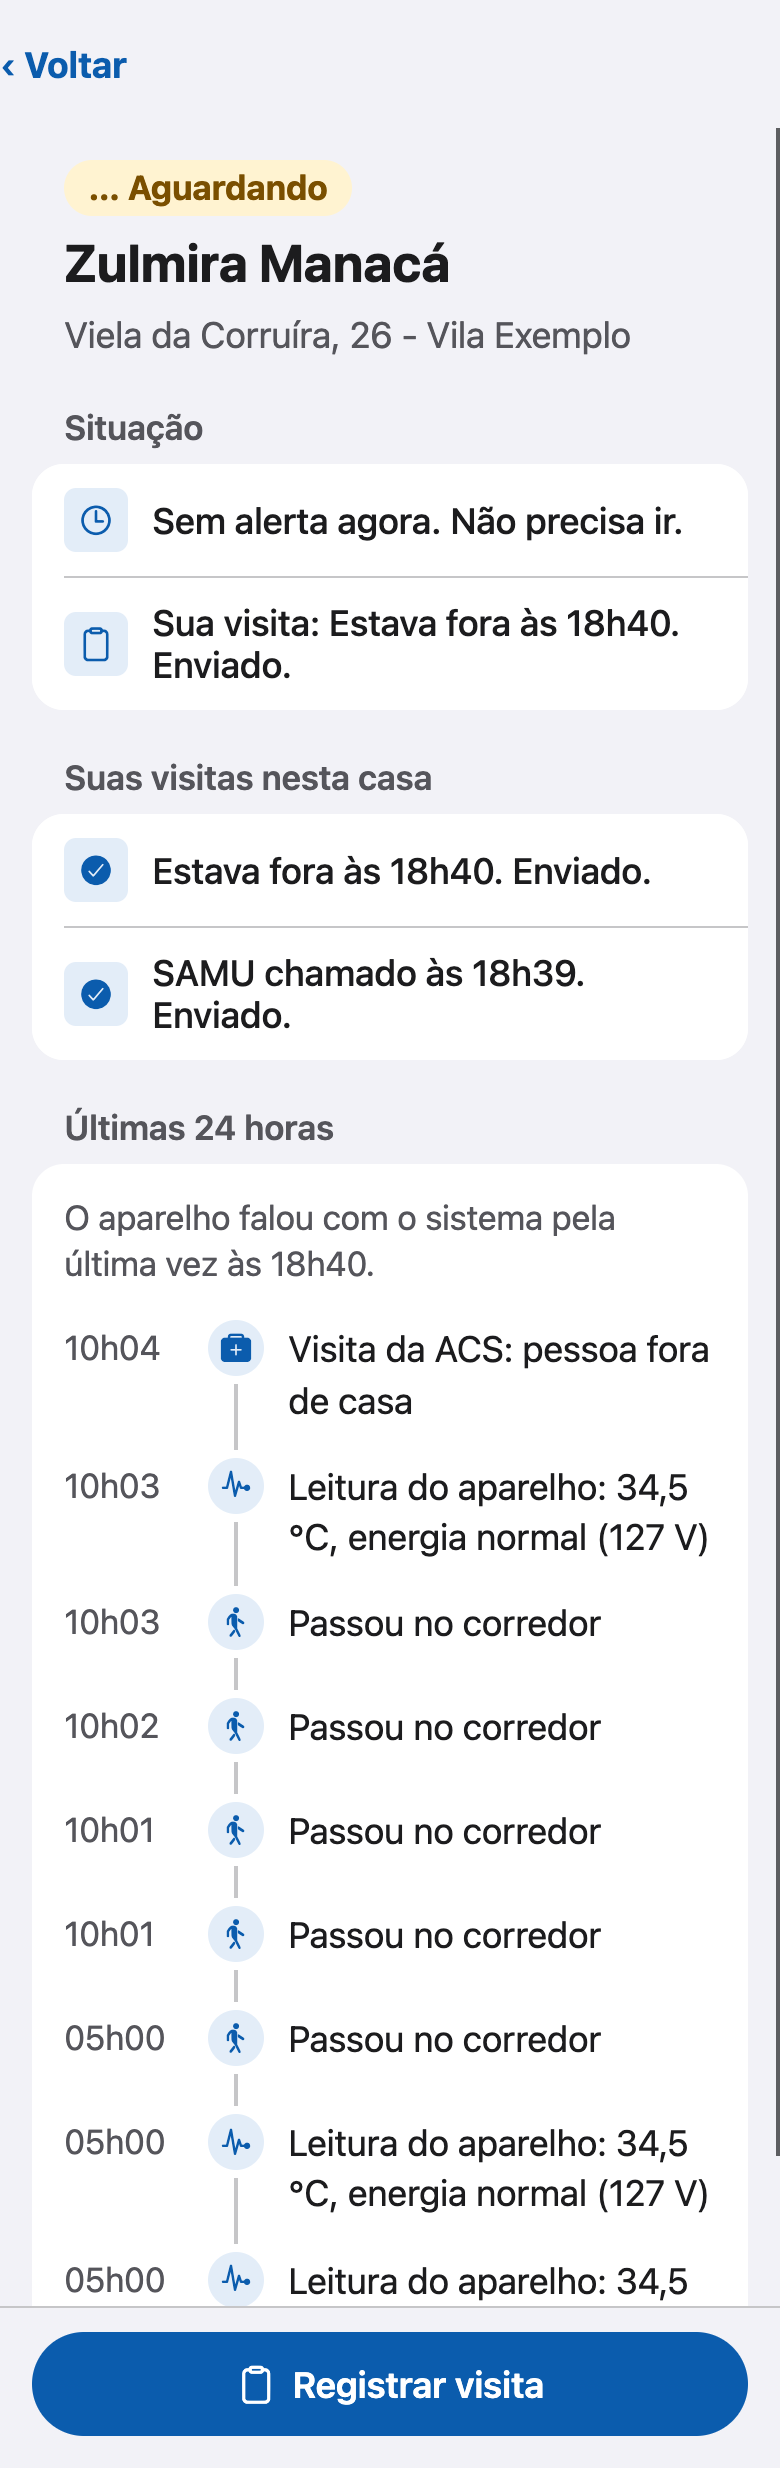 ‹ Voltar
... Aguardando
Zulmira Manacá
Viela da Corruíra, 26 - Vila Exemplo
Situação
Sem alerta agora. Não precisa ir.
Sua visita: Estava fora às 18h40.
Enviado.
Suas visitas nesta casa
Estava fora às 18h40. Enviado.
SAMU chamado às 18h39.
Enviado.
Últimas 24 horas
O aparelho falou com o sistema pela
última vez às 18h40.
10h04 Visita da ACS: pessoa fora
de casa
10h03 Leitura do aparelho: 34,5
°C, energia normal (127 V)
10h03 Passou no corredor
10h02 Passou no corredor
10h01 Passou no corredor
10h01 Passou no corredor
05h00 Passou no corredor
05h00 Leitura do aparelho: 34,5
°C, energia normal (127 V)
05h00 Leitura do aparelho: 34,5
Registrar visita